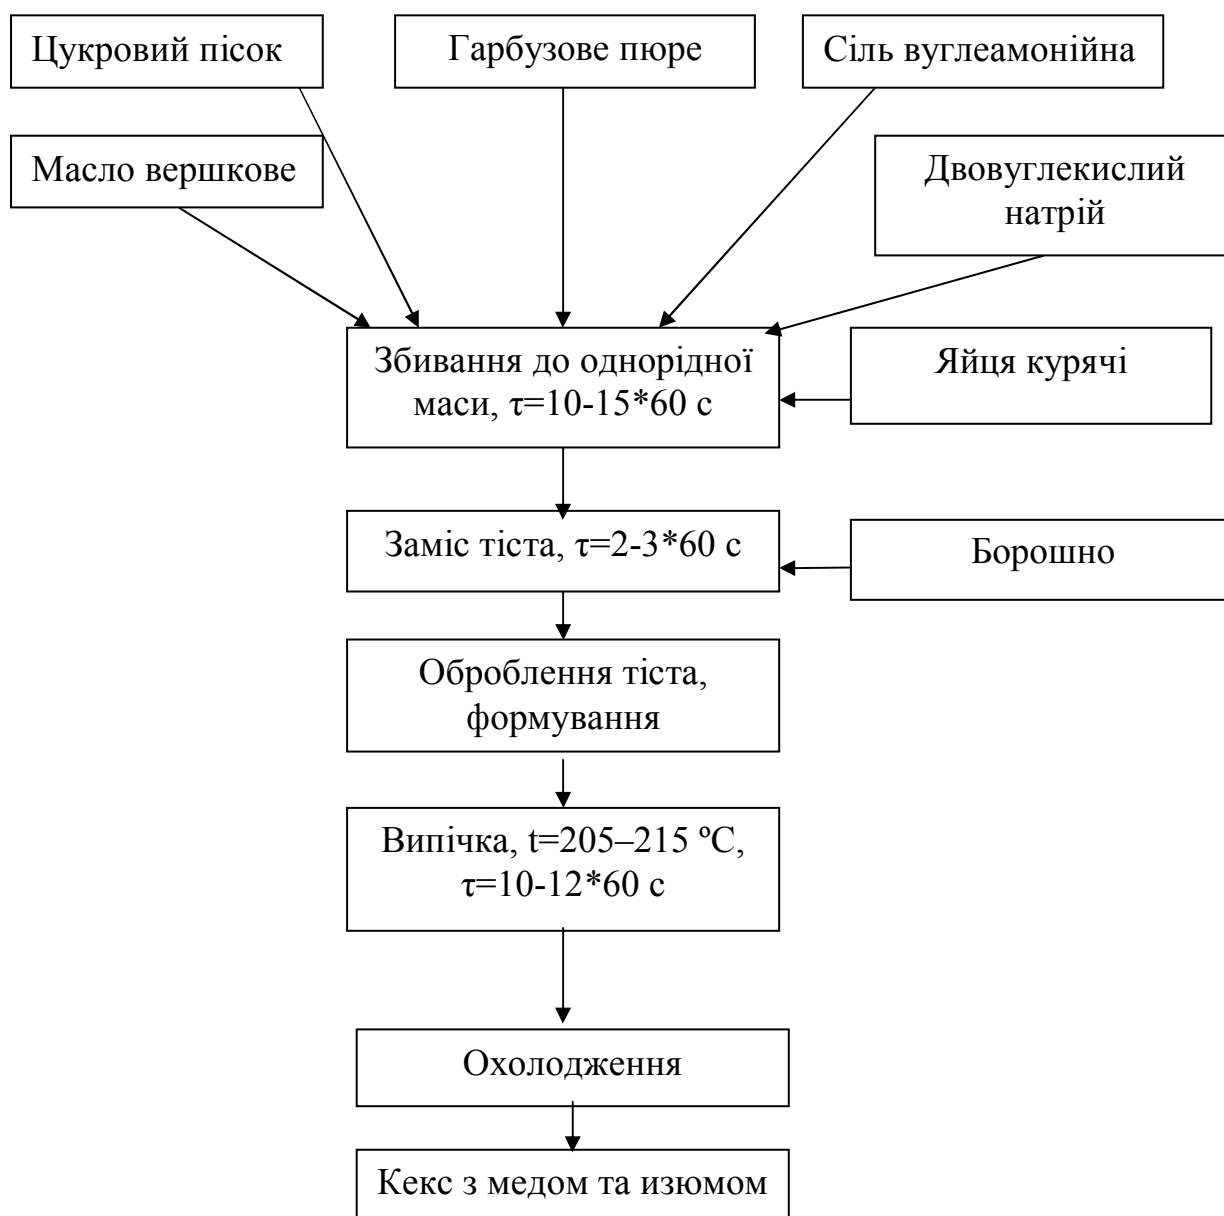 Цукровий пісок
Гарбузове пюре
Сіль вуглеамонійна
Масло вершкове
Двовуглекислий
натрій
Збивання до однорідної
маси, τ=10-15*60 с
Яйця курячі
Заміс тіста, τ=2-3*60 с
Борошно
Оброблення тіста,
формування
Випічка, t=205–215 ºС,
τ=10-12*60 с
Охолодження
Кекс з медом та изюмом